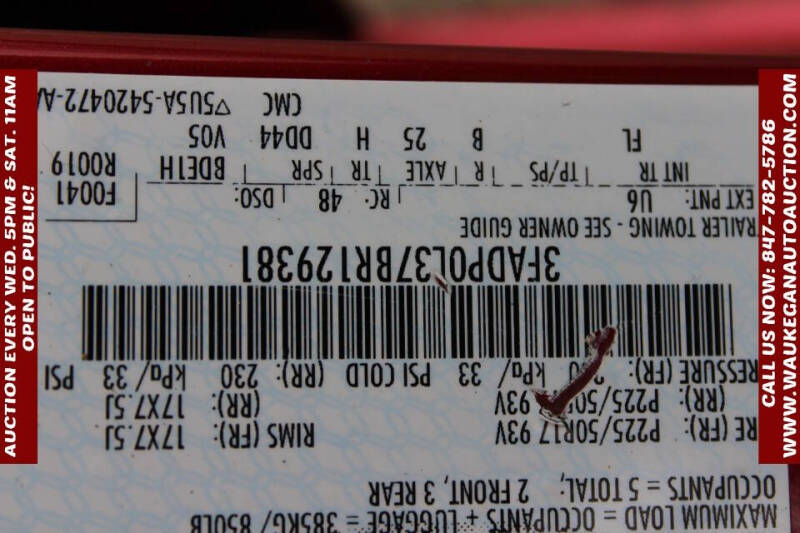 AUCTION EVERY WED. 5PM & SAT. 11AM
OPEN TO PUBLIC!
MAXIMUM LOAD = OCCUPANTS + LUGGAGE = 385KG/ 850LB
OCCUPANTS = 5 TOTAL; 2 FRONT, 3 REAR
RE (FR): P225/50R17 93V RIMS (FR): 17X7.5J
(RR): P225/50R17 93V (RR): 17X7.5J
RESSURE (FR) kPa/ 33 PSI COLD (RR): 230 kPa/ 33 PSI
3FADP0L37BR129381
RAILER TOWING - SEE OWNER GUIDE
EXT PNT: U6 RC: 48 DSO: F0041
INT TR TP/PS R AXLE TR SPR BDE1H R0019
FL B 25 H DD44 V05
CMC ▽5U5A-5420472-A
CALL US NOW: 847-782-5786
WWW.WAUKEGANAUTOAUCTION.COM